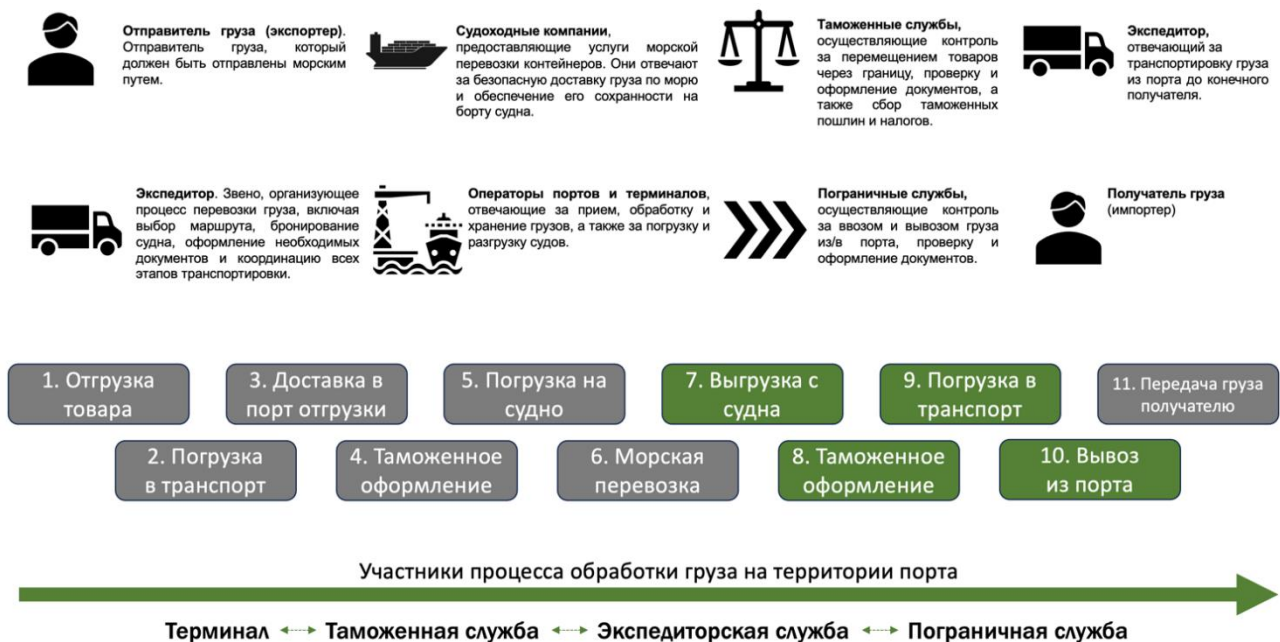 Отправитель груза (экспортер).
Отправитель груза, который
должен быть отправлены морским
путем.
Судоходные компании,
предоставляющие услуги морской
перевозки контейнеров. Они отвечают
за безопасную доставку груза по морю
и обеспечение его сохранности на
борту судна.
Таможенные службы,
осуществляющие контроль
за перемещением товаров
через границу, проверку и
оформление документов, а
также сбор таможенных
пошлин и налогов.
Экспедитор,
отвечающий за
транспортировку груза
из порта до конечного
получателя.
Экспедитор. Звено, организующее
процесс перевозки груза, включая
выбор маршрута, бронирование
судна, оформление необходимых
документов и координацию всех
этапов транспортировки.
Операторы портов и терминалов,
отвечающие за прием, обработку и
хранение грузов, а также за погрузку и
разгрузку судов.
Пограничные службы,
осуществляющие контроль
за ввозом и вывозом груза
из/в порта, проверку и
оформление документов.
Получатель груза
(импортер)
1. Отгрузка
товара
3. Доставка в
порт отгрузки
5. Погрузка на
судно
7. Выгрузка с
судна
9. Погрузка в
транспорт
11. Передача груза
получателю
2. Погрузка
в транспорт
4. Таможенное
оформление
6. Морская
перевозка
8. Таможенное
оформление
10. Вывоз
из порта
Участники процесса обработки груза на территории порта
Терминал Таможенная служба Экспедиторская служба Пограничная служба